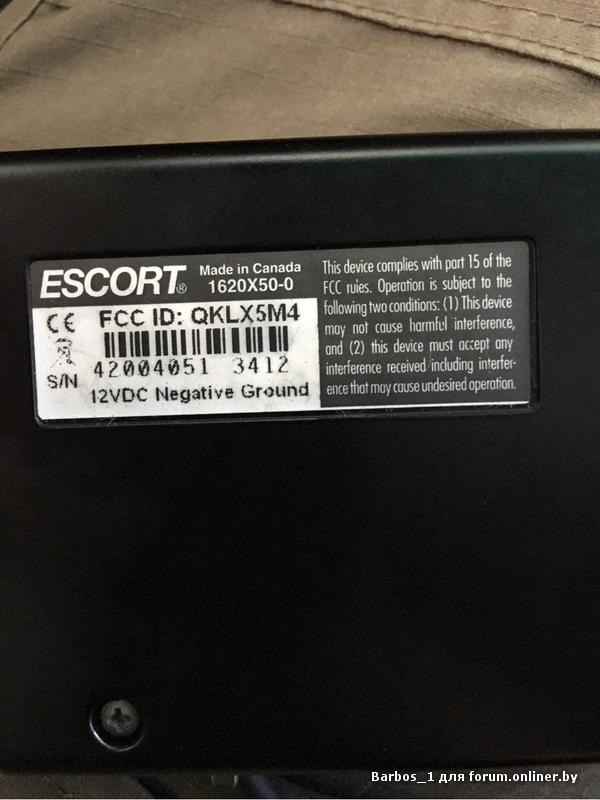 ESCORT®
Made in Canada
1620X50-0
FCC ID: QKLX5M4
42004051 3412
S/N
12VDC Negative Ground
This device complies with part 15 of the
FCC rules. Operation is subject to the
following two conditions: (1) This device
may not cause harmful interference,
and (2) this device must accept any
interference received including interfer-
ence that may cause undesired operation.
Barbos_1 для forum.onliner.by